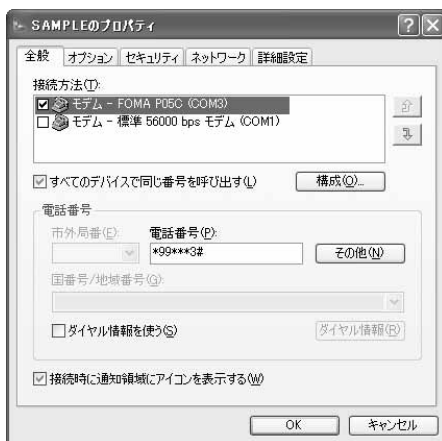 SAMPLEのプロパティ
全般 オプション セキュリティ ネットワーク 詳細設定
接続方法(T):
モデム - FOMA P05C (COM3)
モデム - 標準 56000 bps モデム (COM1)
すべてのデバイスで同じ番号を呼び出す(L) 構成(O)...
電話番号
市外局番(E): 電話番号(P):
*99***3# その他(N)
国番号/地域番号(G):
ダイヤル情報を使う(S) ダイヤル情報(R)
接続時に通知領域にアイコンを表示する(W)
OK キャンセル